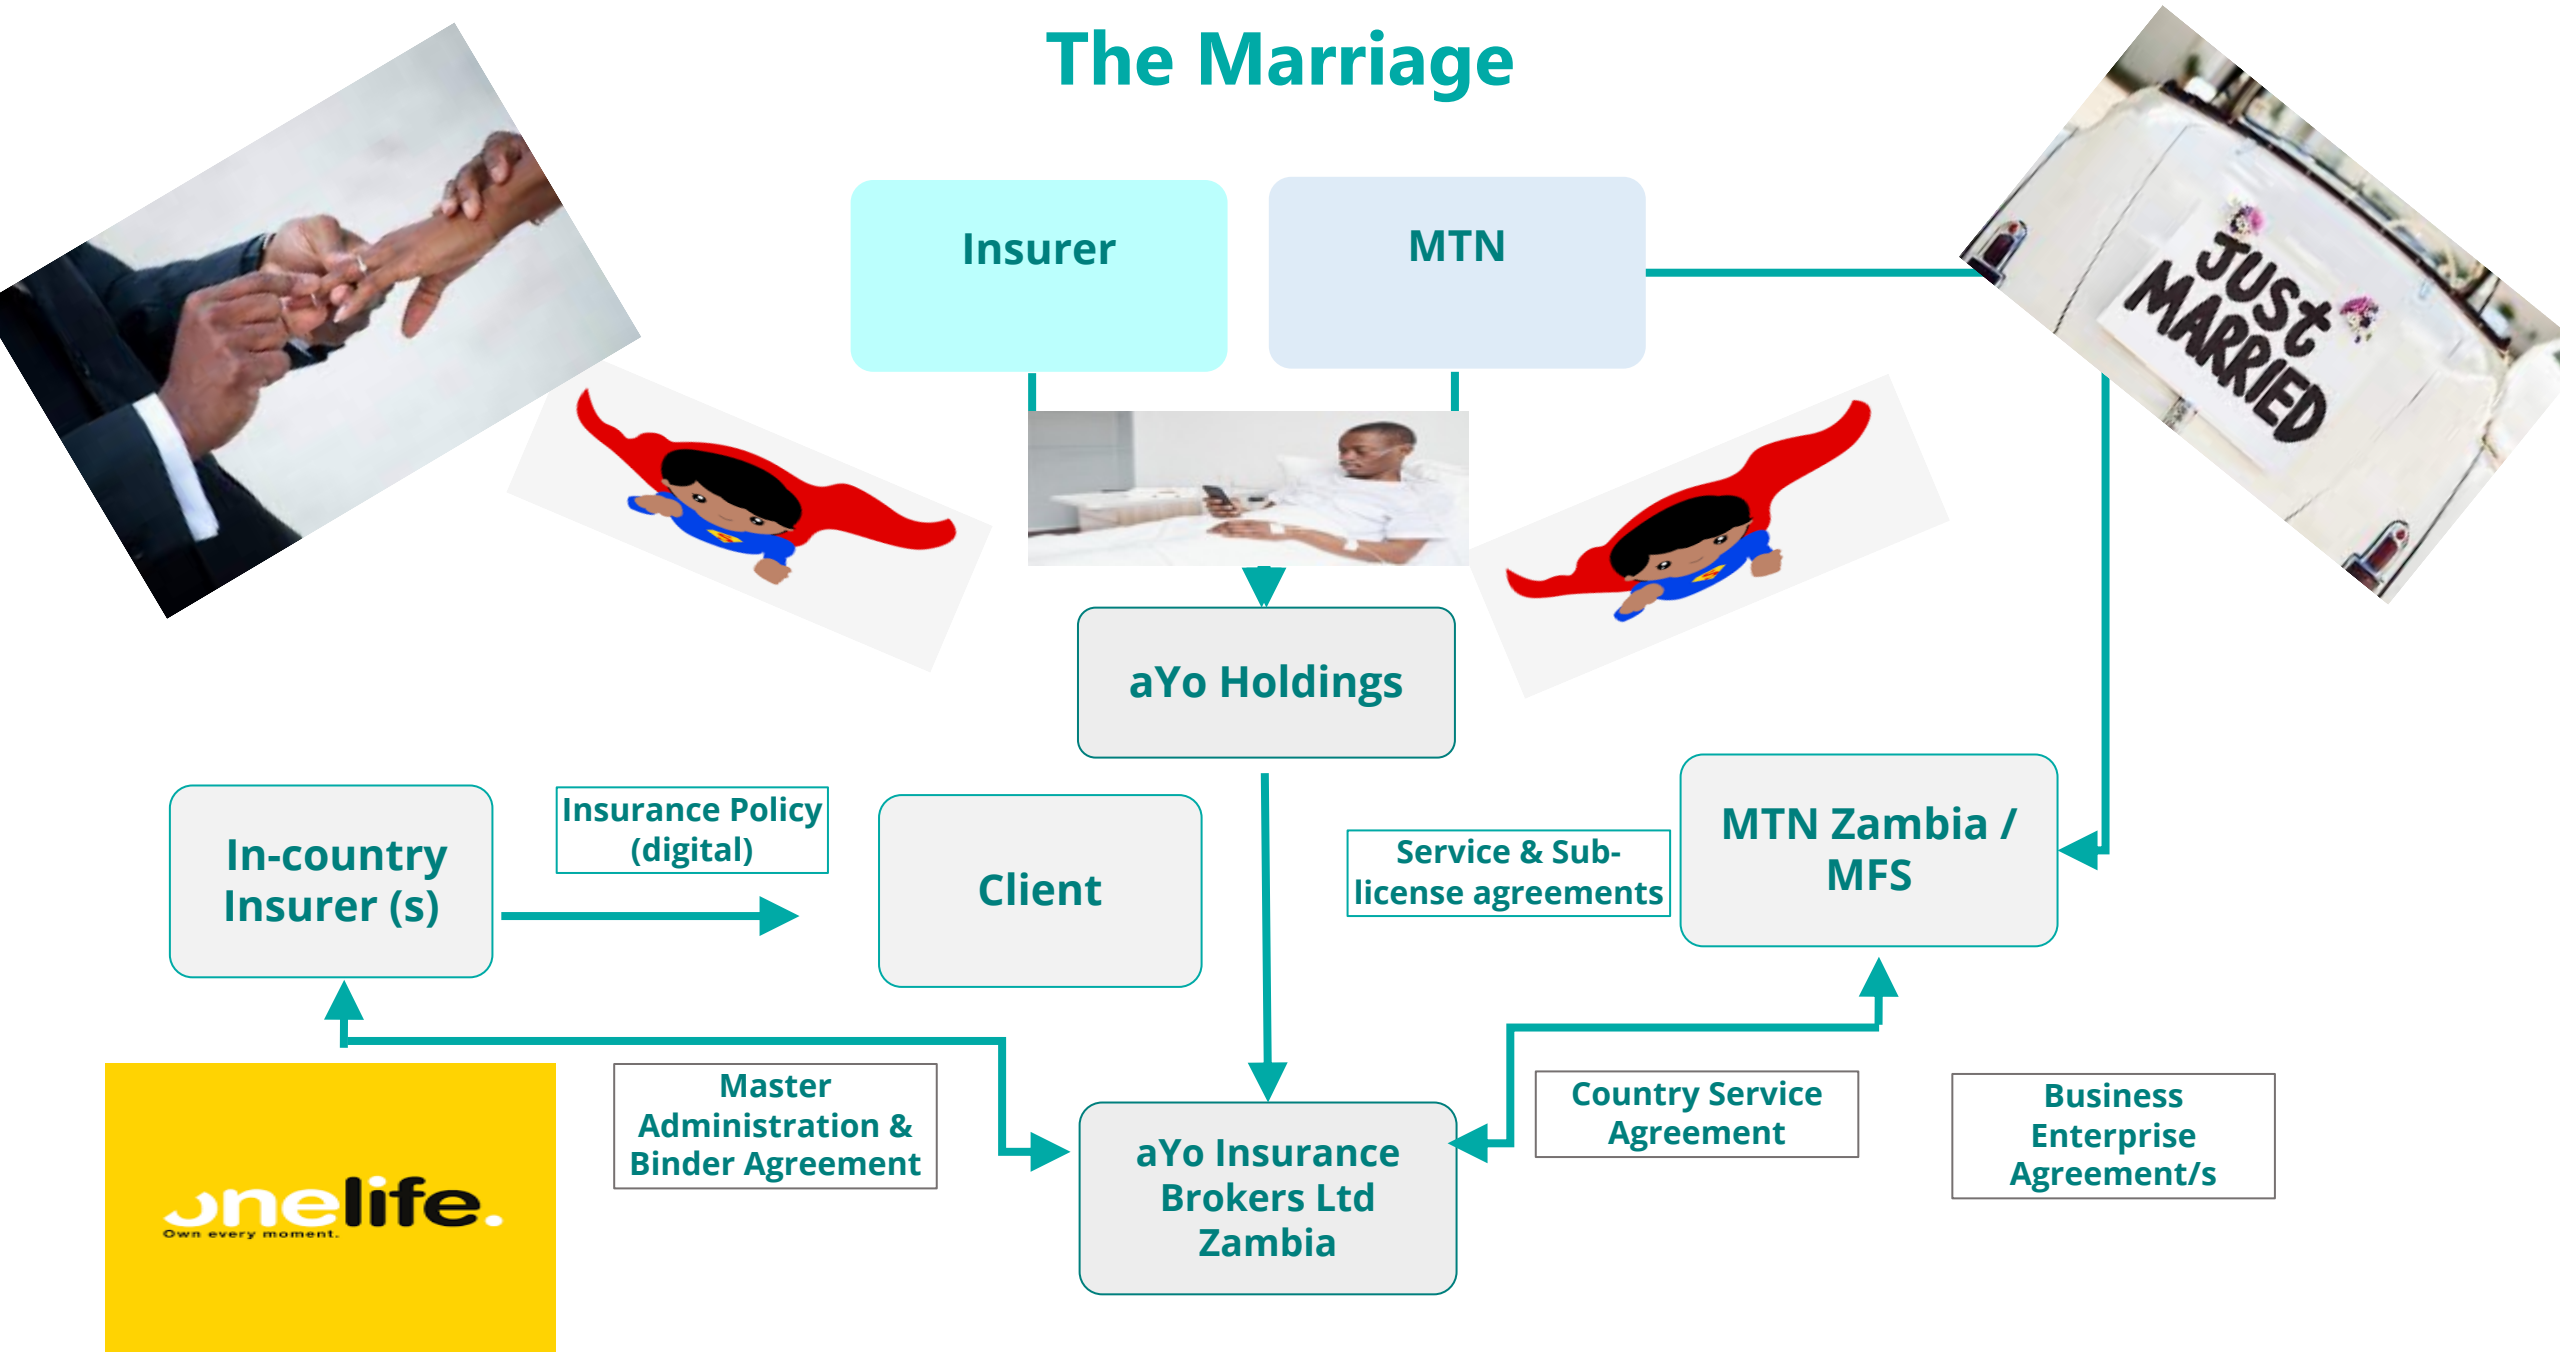 The Marriage
Insurer
MTN
JUST
MARRIED
aYo Holdings
In-country
Insurer (s)
Insurance Policy
(digital)
Client
Service & Sub-
license agreements
MTN Zambia /
MFS
Master
Administration &
Binder Agreement
aYo Insurance
Brokers Ltd
Zambia
Country Service
Agreement
Business
Enterprise
Agreement/s
onelife.
Own every moment.